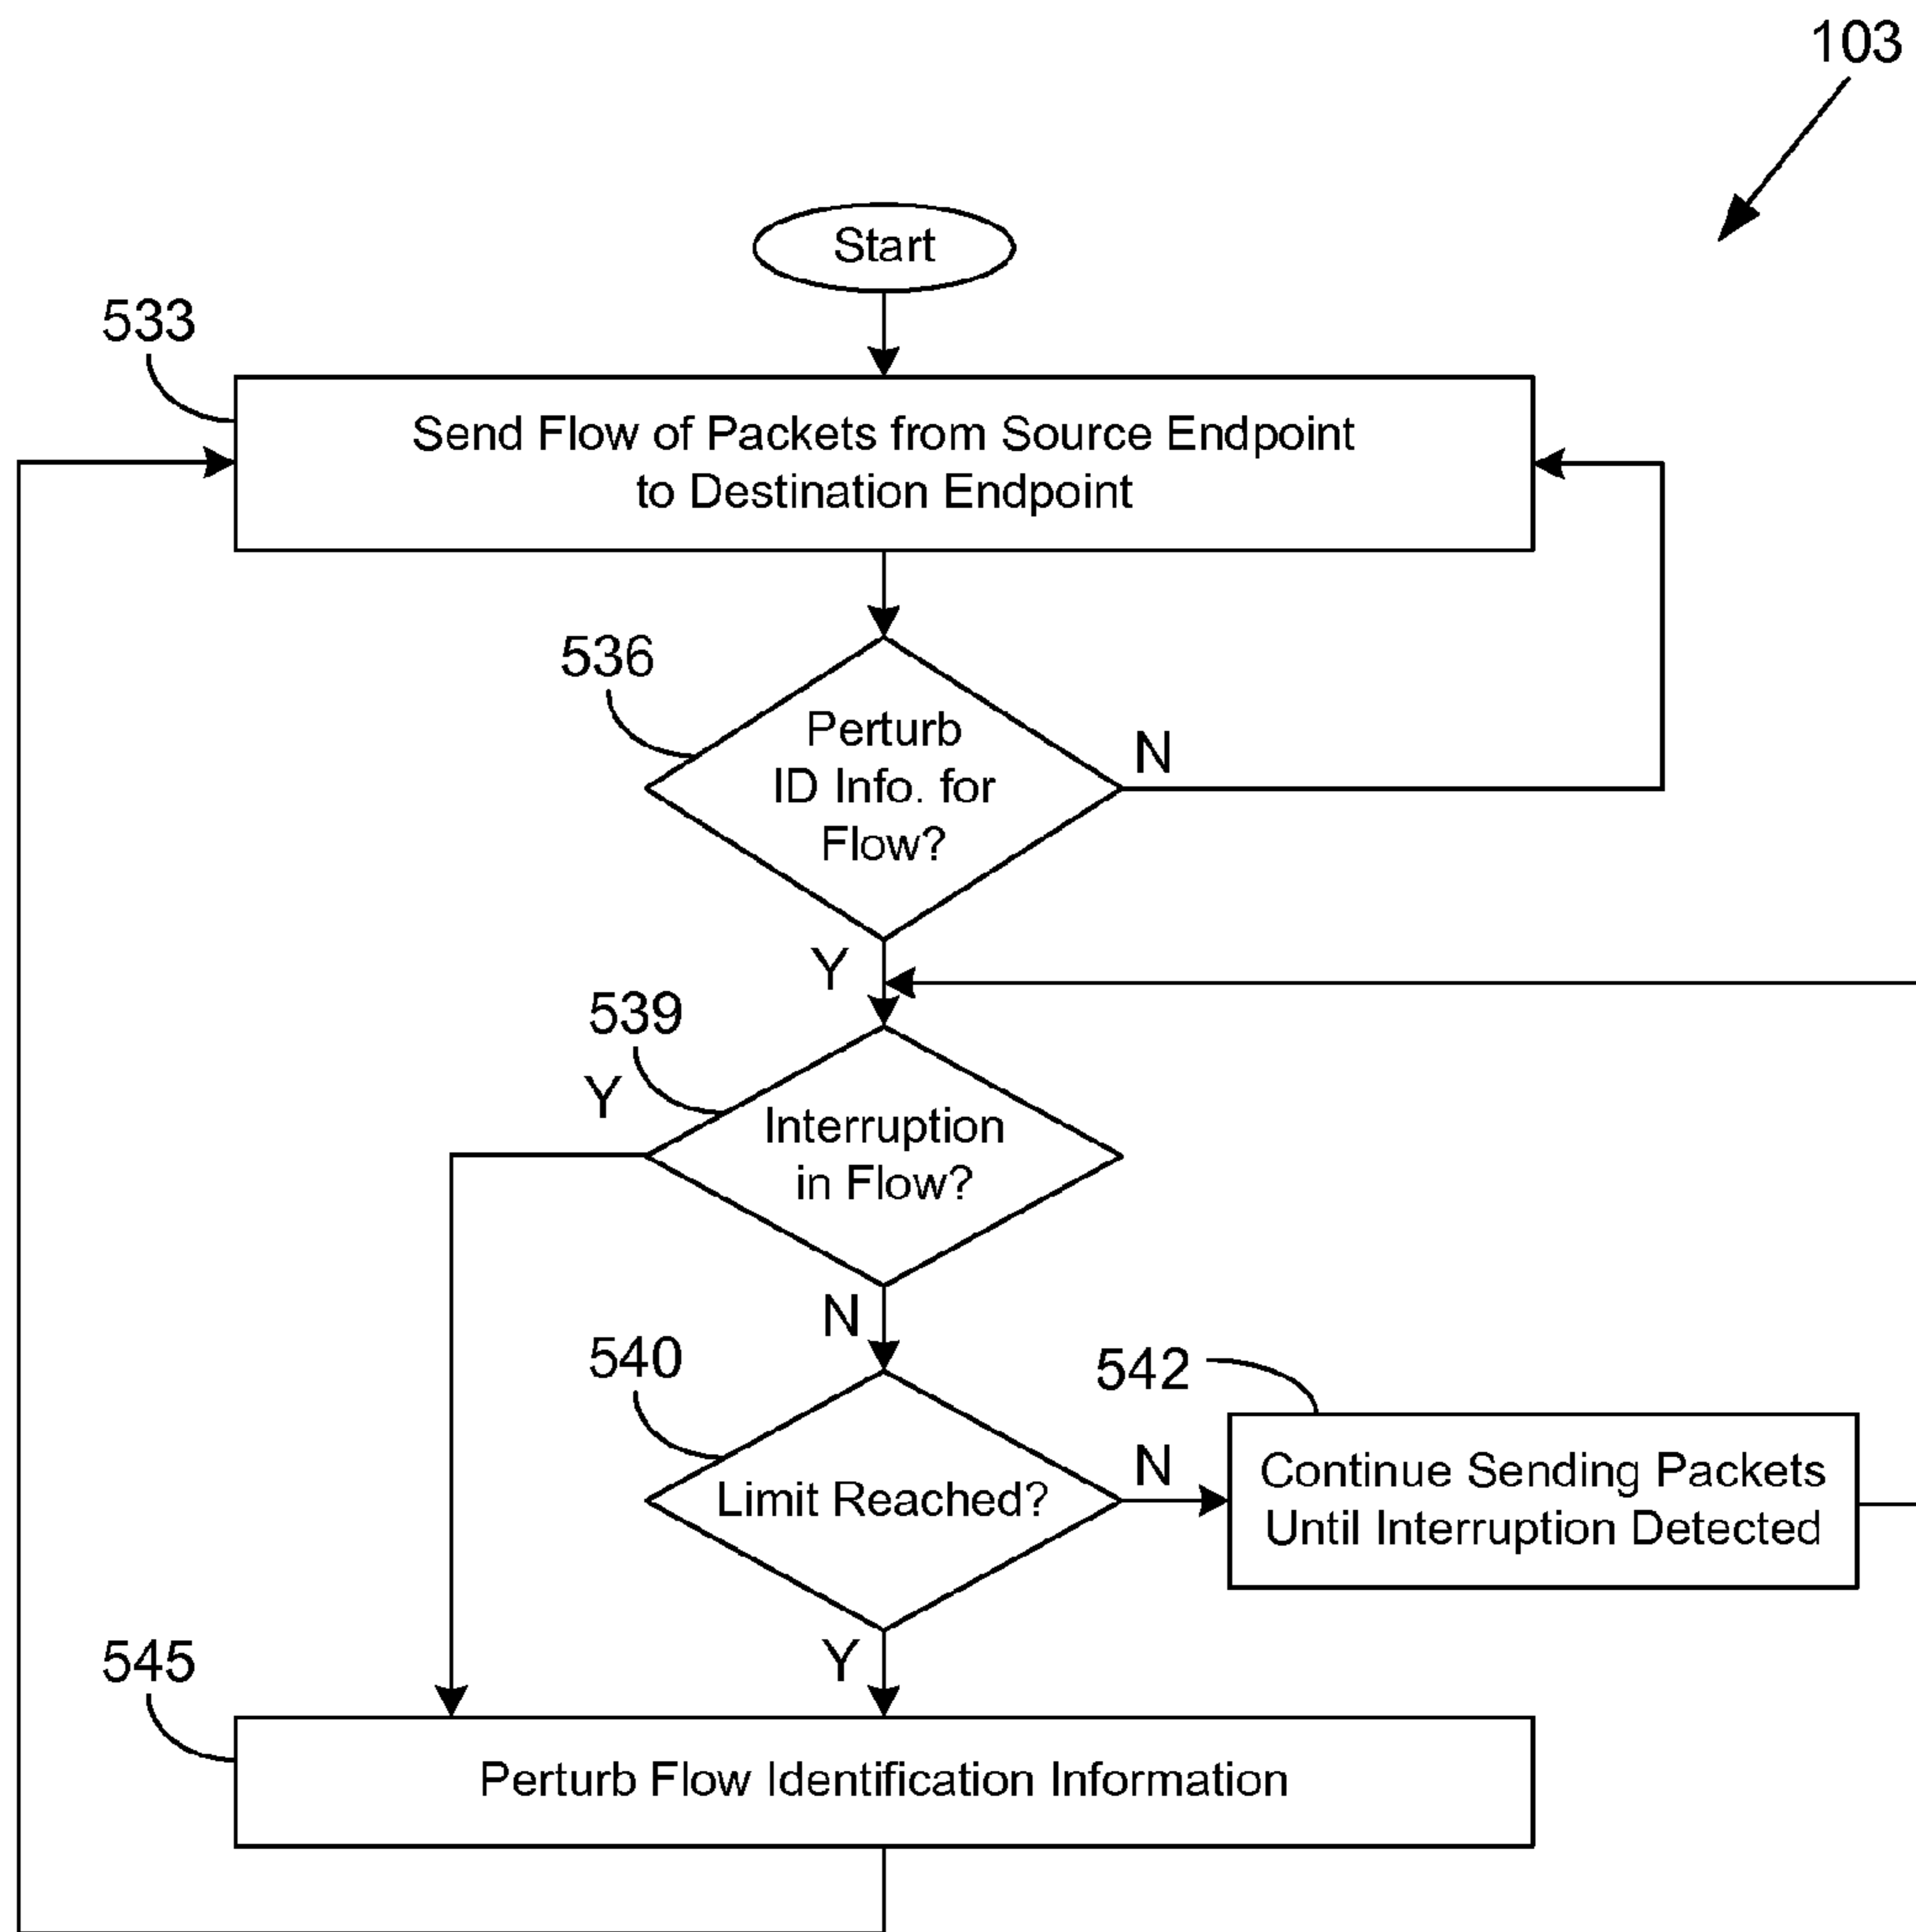 103
Start
533
Send Flow of Packets from Source Endpoint
to Destination Endpoint
536
Perturb
ID Info. for
Flow?
N
Y
539
Y
Interruption
in Flow?
N
540
542
Limit Reached?
N
Continue Sending Packets
Until Interruption Detected
Y
545
Perturb Flow Identification Information